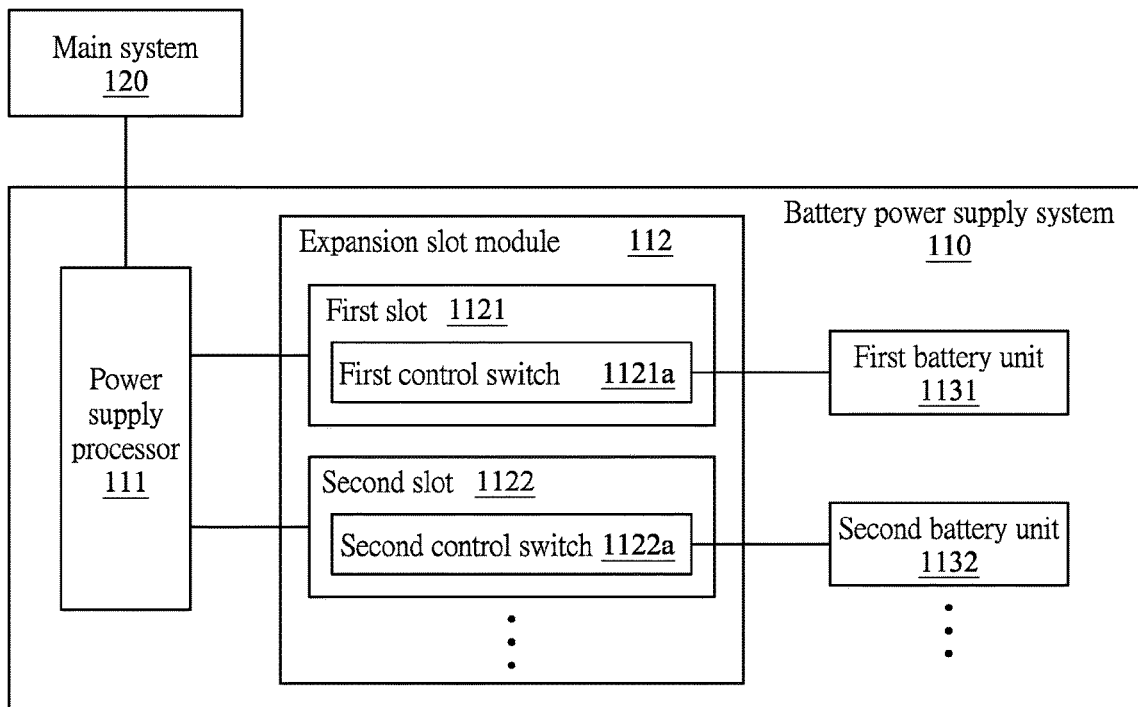 Main system
120
Battery power supply system
110
Expansion slot module 112
First slot 1121
First control switch 1121a
First battery unit
1131
Power
supply
processor
111
Second slot 1122
Second control switch 1122a
Second battery unit
1132